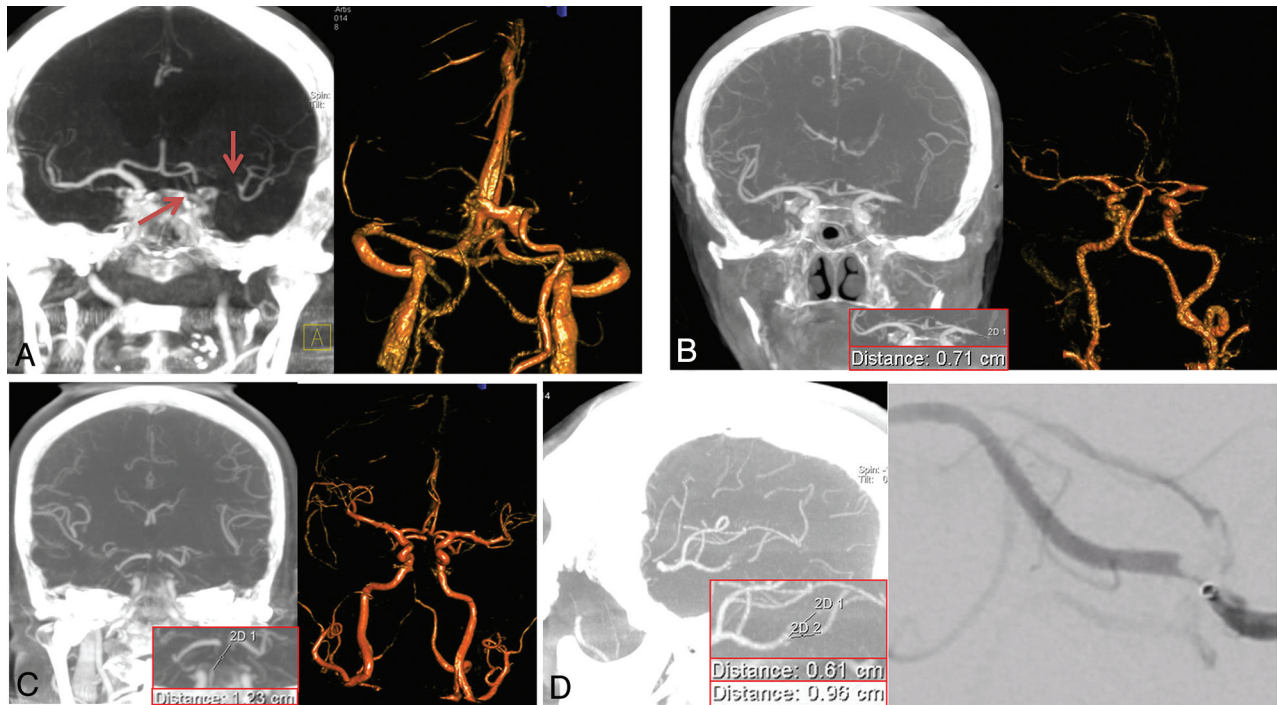 Artis
014
8
Spin:
Tilt:
A
A
2D 1
Distance: 0.71 cm
B
2D 1
Distance: 1.23 cm
C
4
Spin: -
Tilt: 0
2D 1
2D 2
Distance: 0.61 cm
Distance: 0.96 cm
D